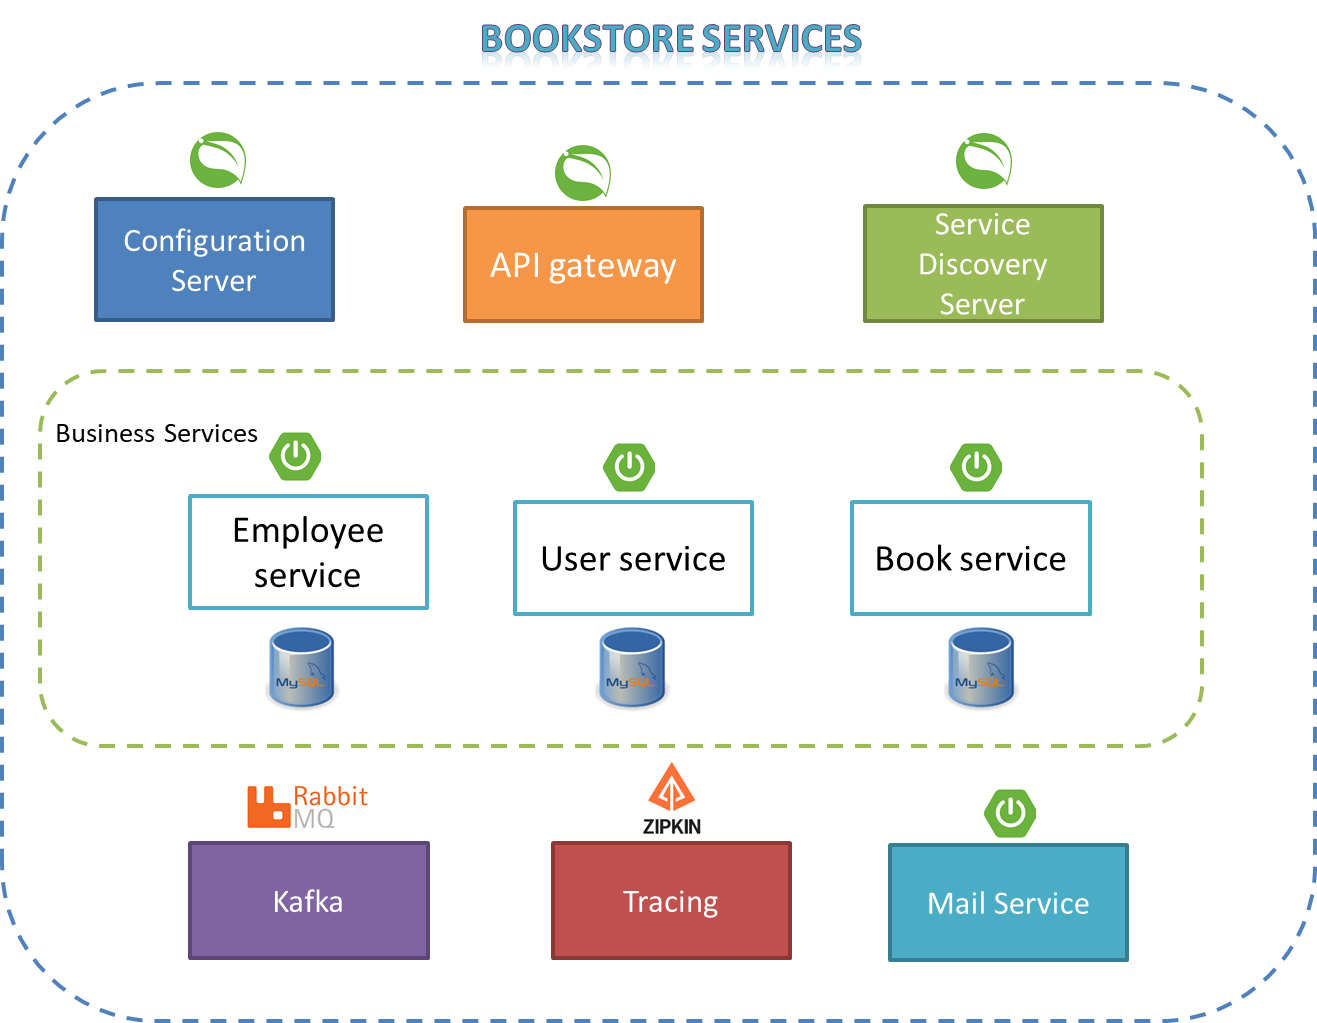 BOOKSTORE SERVICES
Configuration
Server
API gateway
Service
Discovery
Server
Business Services
Employee
service
User service
Book service
MySQL
MySQL
MySQL
Rabbit
MQ
ZIPKIN
Kafka
Tracing
Mail Service